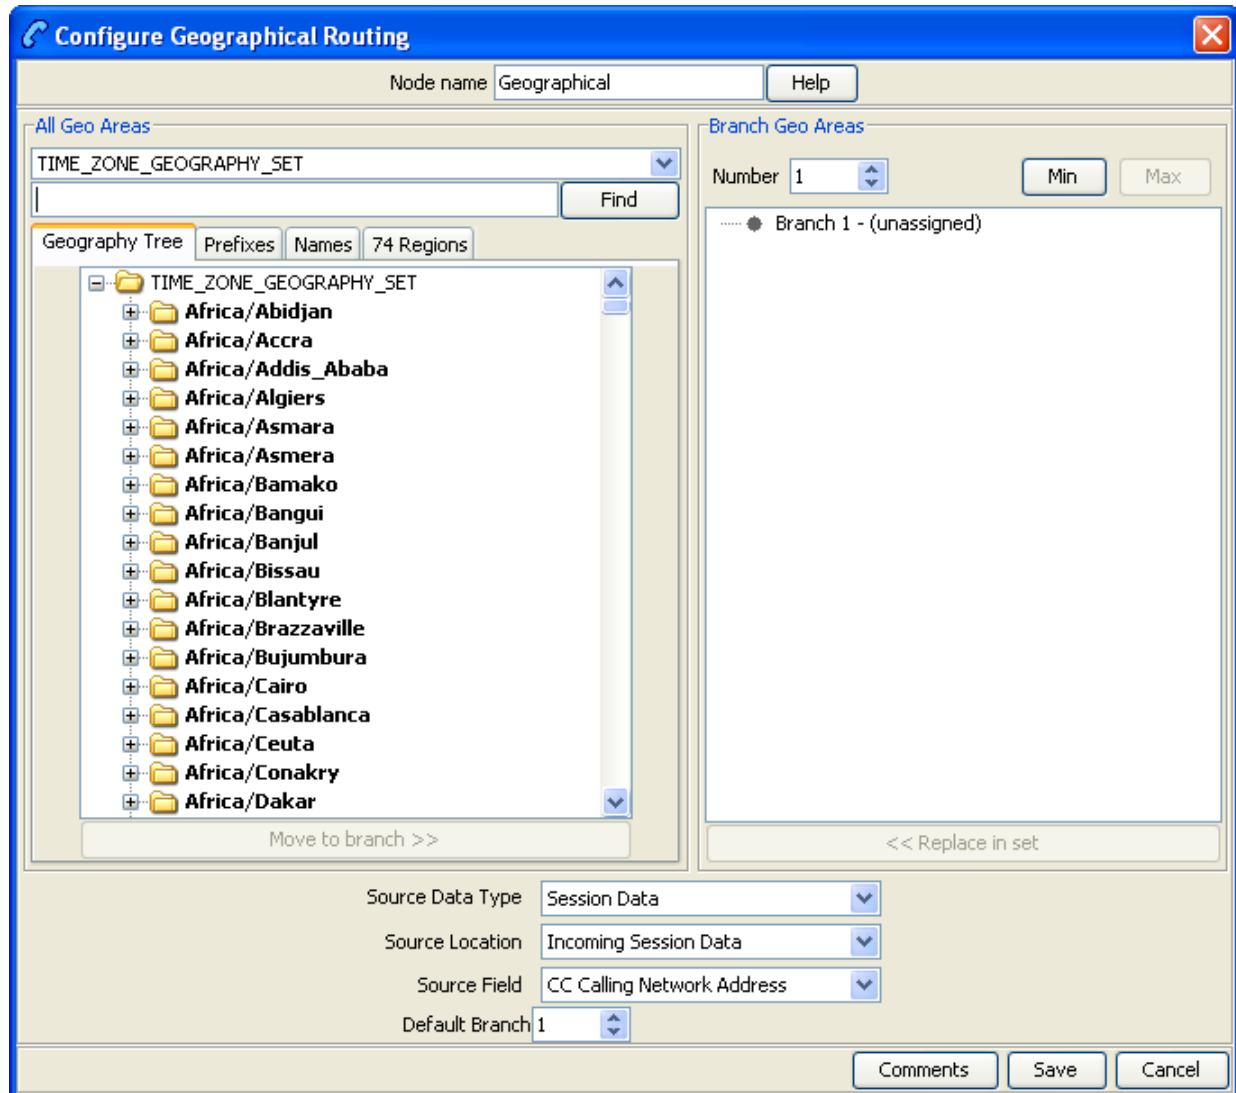 Configure Geographical Routing
Node name Geographical Help
All Geo Areas
TIME_ZONE_GEOGRAPHY_SET
Find
Geography Tree Prefixes Names 74 Regions
TIME_ZONE_GEOGRAPHY_SET
Africa/Abidjan
Africa/Accra
Africa/Addis_Ababa
Africa/Algiers
Africa/Asmara
Africa/Asmera
Africa/Bamako
Africa/Bangui
Africa/Banjul
Africa/Bissau
Africa/Blantyre
Africa/Brazzaville
Africa/Bujumbura
Africa/Cairo
Africa/Casablanca
Africa/Ceuta
Africa/Conakry
Africa/Dakar
Move to branch >>
Branch Geo Areas
Number 1 Min Max
Branch 1 - (unassigned)
<< Replace in set
Source Data Type Session Data
Source Location Incoming Session Data
Source Field CC Calling Network Address
Default Branch 1
Comments Save Cancel